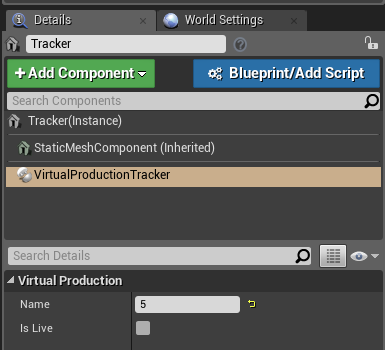 Details
World Settings
Tracker
+ Add Component
Blueprint/Add Script
Search Components
Tracker(Instance)
StaticMeshComponent (Inherited)
VirtualProductionTracker
Search Details
Virtual Production
Name 5
Is Live